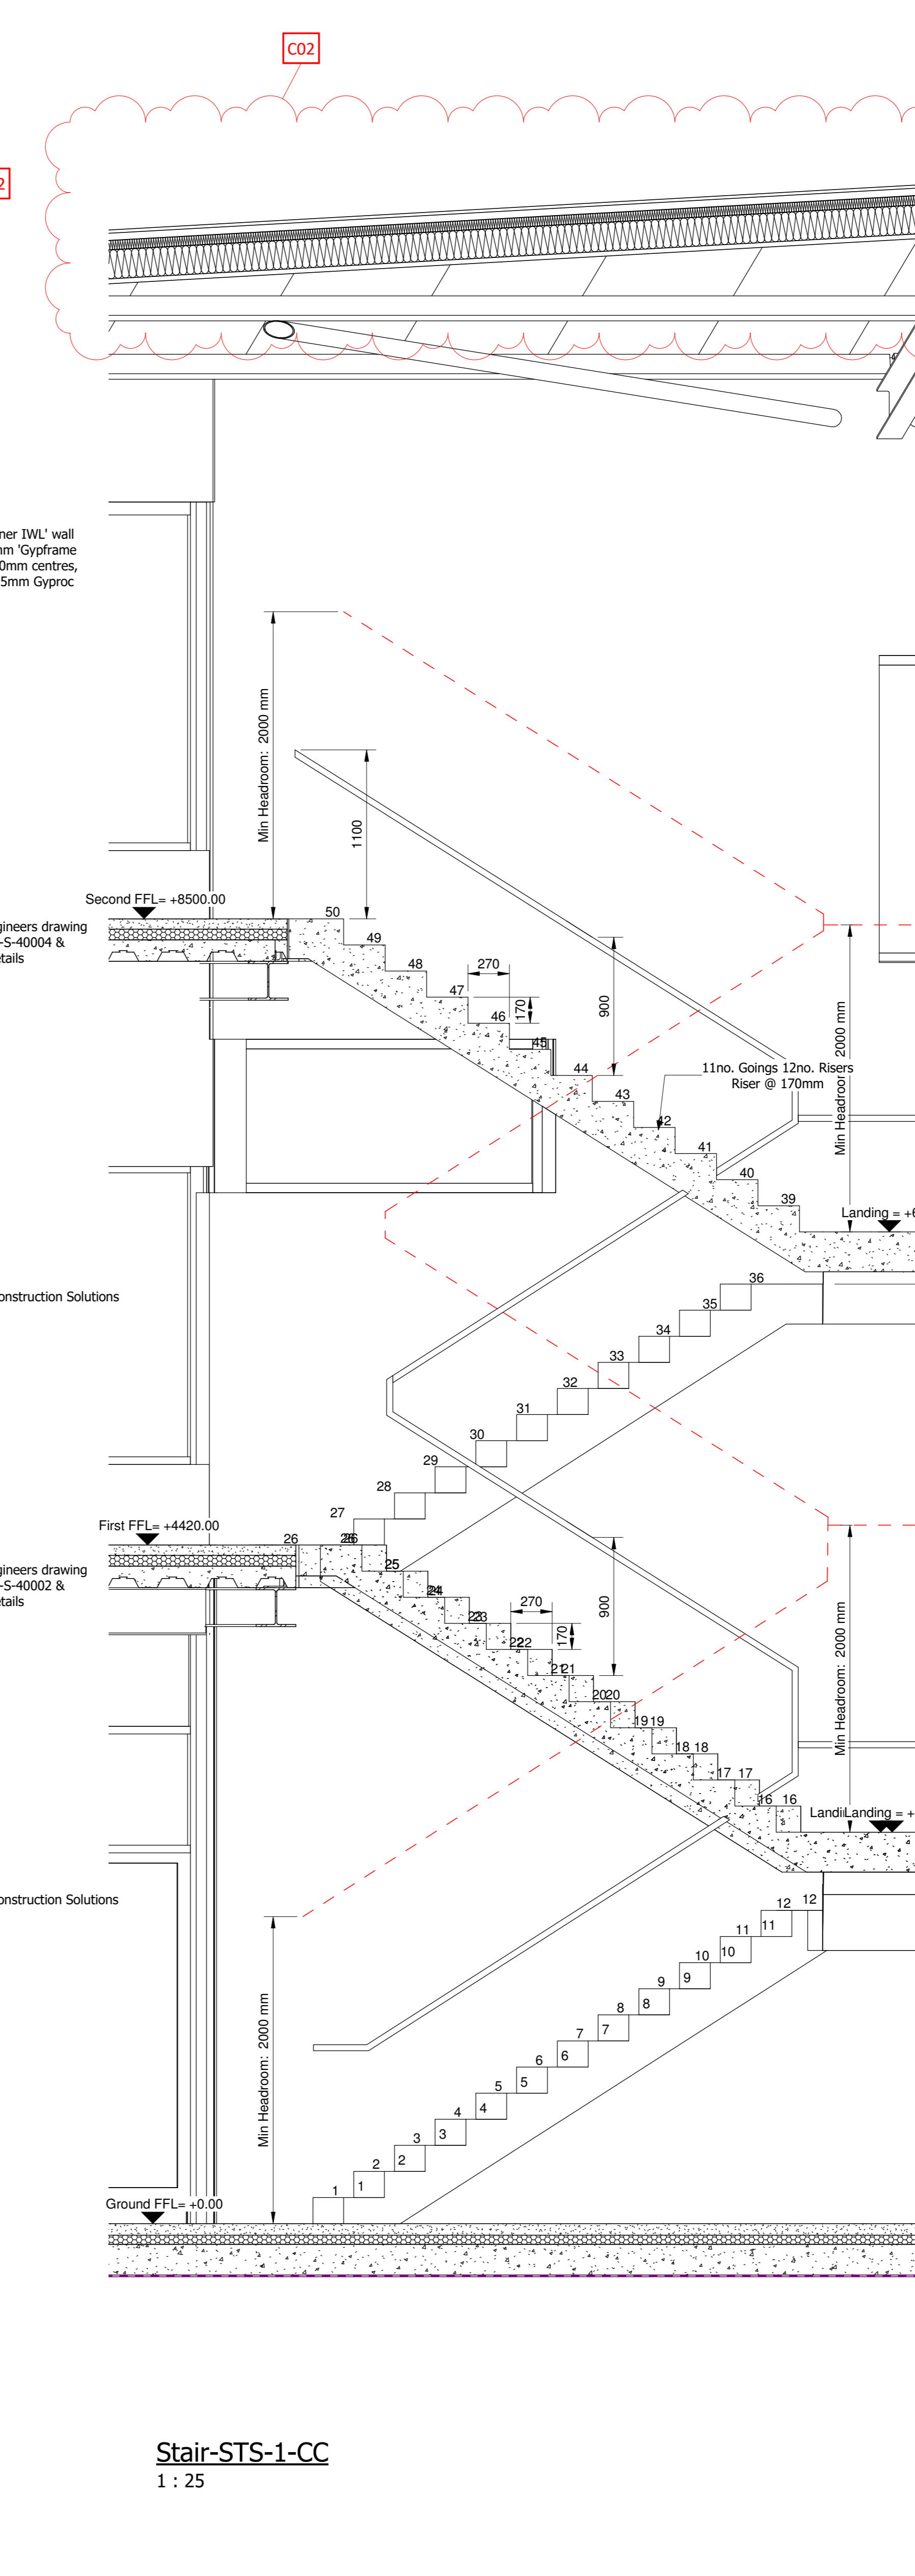 C02
2
ner IWL' wall
nm 'Gypframe
0mm centres,
5mm Gyproc
Min Headroom: 2000 mm
1100
Second FFL= +8500.00
gineers drawing
-S-40004 &
etails
50
49
48
47
46
45
44
43
42
41
40
39
270
170
900
11no. Goings 12no. Risers
Riser @ 170mm
Min Headroom: 2000 mm
Landing = +6
onstruction Solutions
36
35
34
33
32
31
30
29
28
27
First FFL= +4420.00
gineers drawing
-S-40002 &
etails
26
26
26
25
24
24
23
23
22
22
21
21
20
20
19
19
18
18
17
17
16
16
270
170
900
Min Headroom: 2000 mm
Landi
Landing = +
onstruction Solutions
12
12
11
11
10
10
9
9
8
8
7
7
6
6
5
5
4
4
3
3
2
2
1
1
Min Headroom: 2000 mm
Ground FFL= +0.00
Stair-STS-1-CC
1 : 25